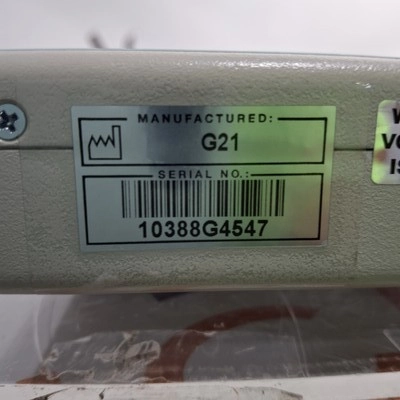 MANUFACTURED:
G21
SERIAL NO.:
10388G4547